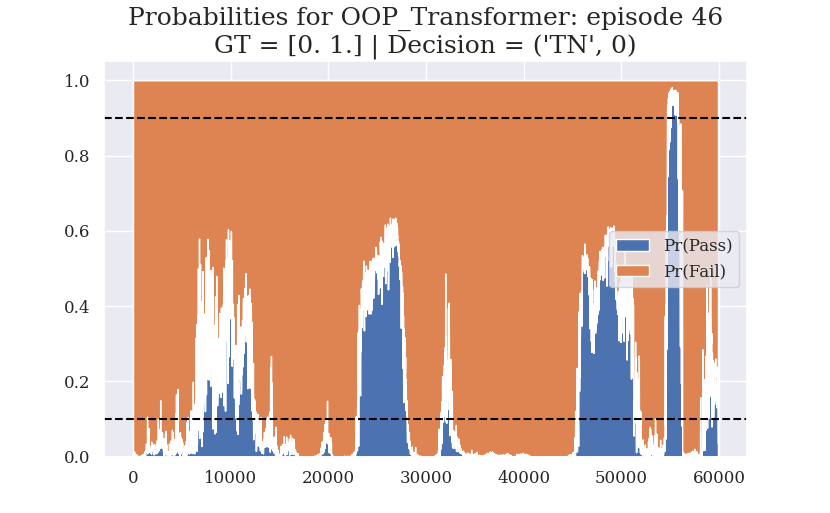 Probabilities for OOP_Transformer: episode 46
GT = [0. 1.] | Decision = ('TN', 0)
1.0
0.8
0.6
0.4
0.2
0.0
Pr(Pass)
Pr(Fail)
0 10000 20000 30000 40000 50000 60000